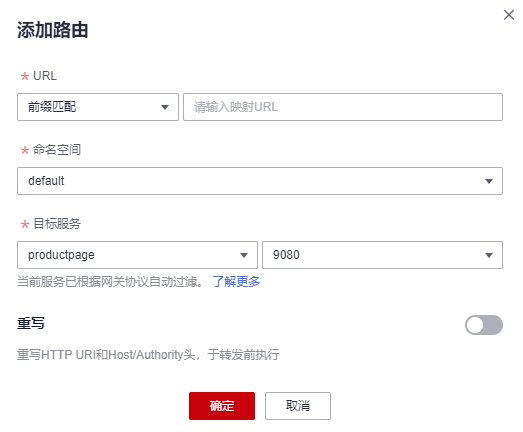 添加路由
* URL
前缀匹配 请输入映射URL
* 命名空间
default
* 目标服务
productpage 9080
当前服务已根据网关协议自动过滤。 了解更多
重写
重写HTTP URI和Host/Authority头，于转发前执行
确定 取消